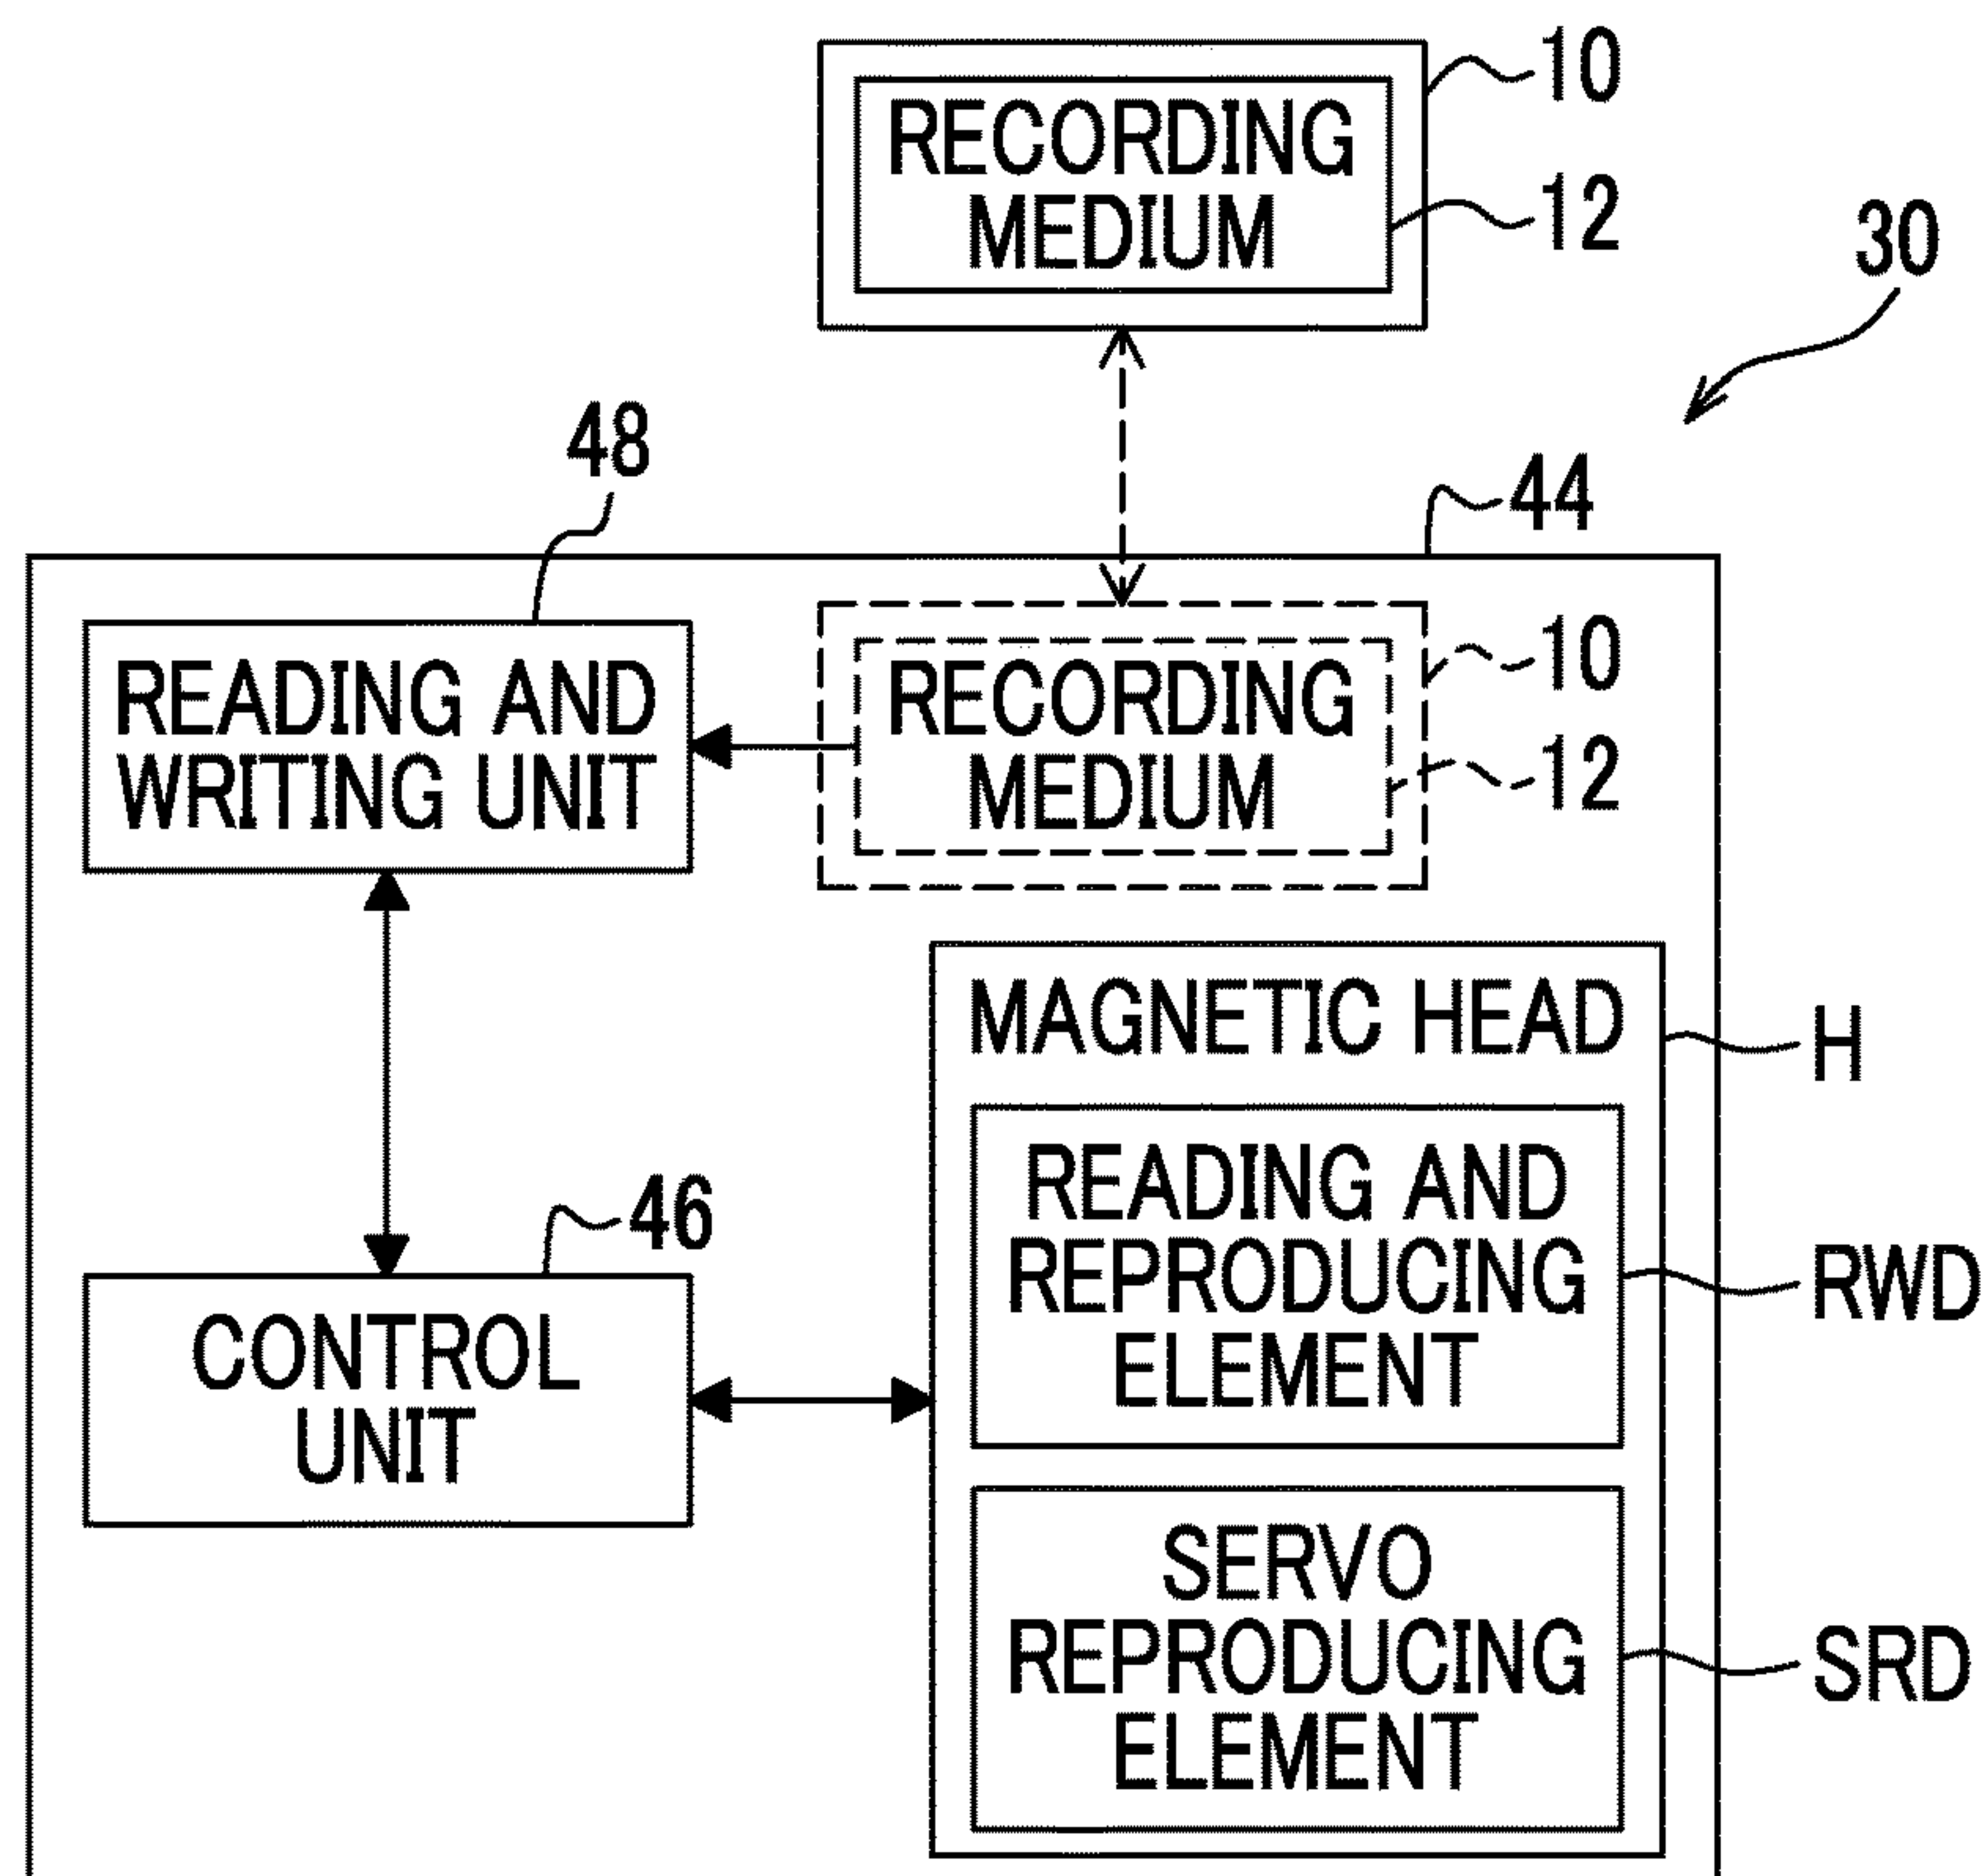 10
RECORDING
MEDIUM
12
30
48
44
READING AND
WRITING UNIT
RECORDING
MEDIUM
10
12
MAGNETIC HEAD
H
READING AND
REPRODUCING
ELEMENT
RWD
46
CONTROL
UNIT
SERVO
REPRODUCING
ELEMENT
SRD